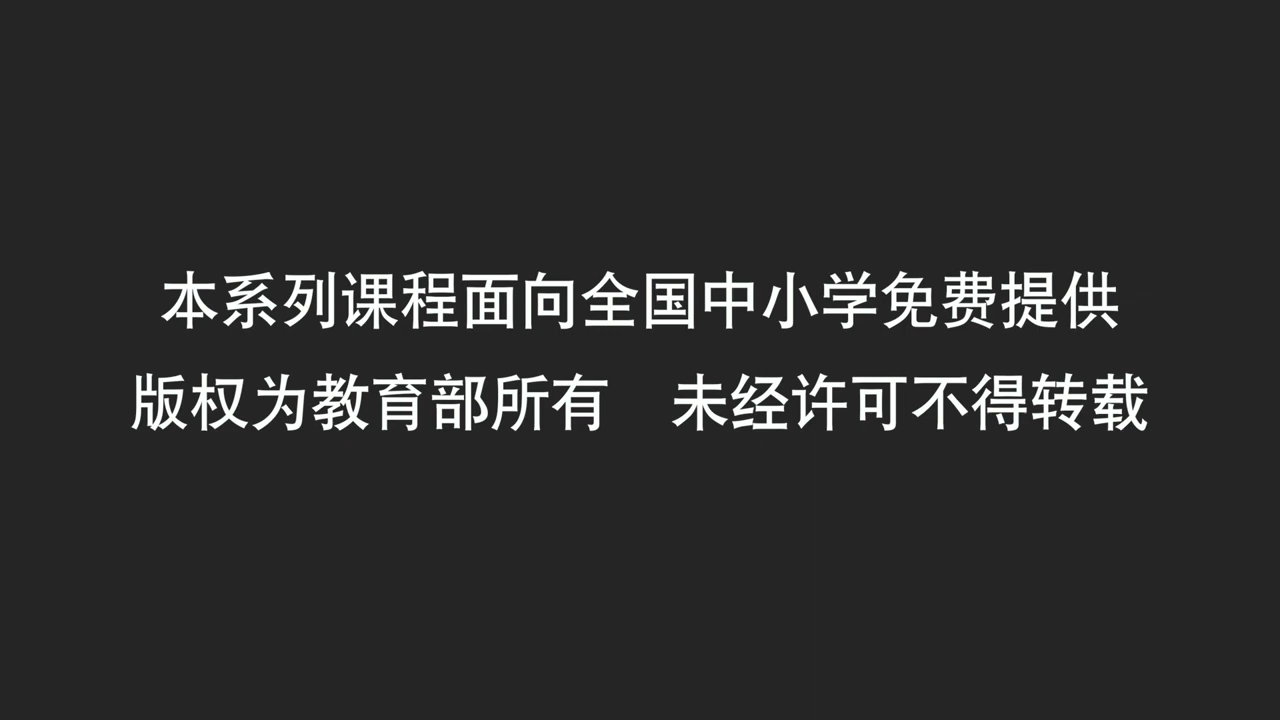 本系列课程面向全国中小学免费提供
版权为教育部所有 未经许可不得转载